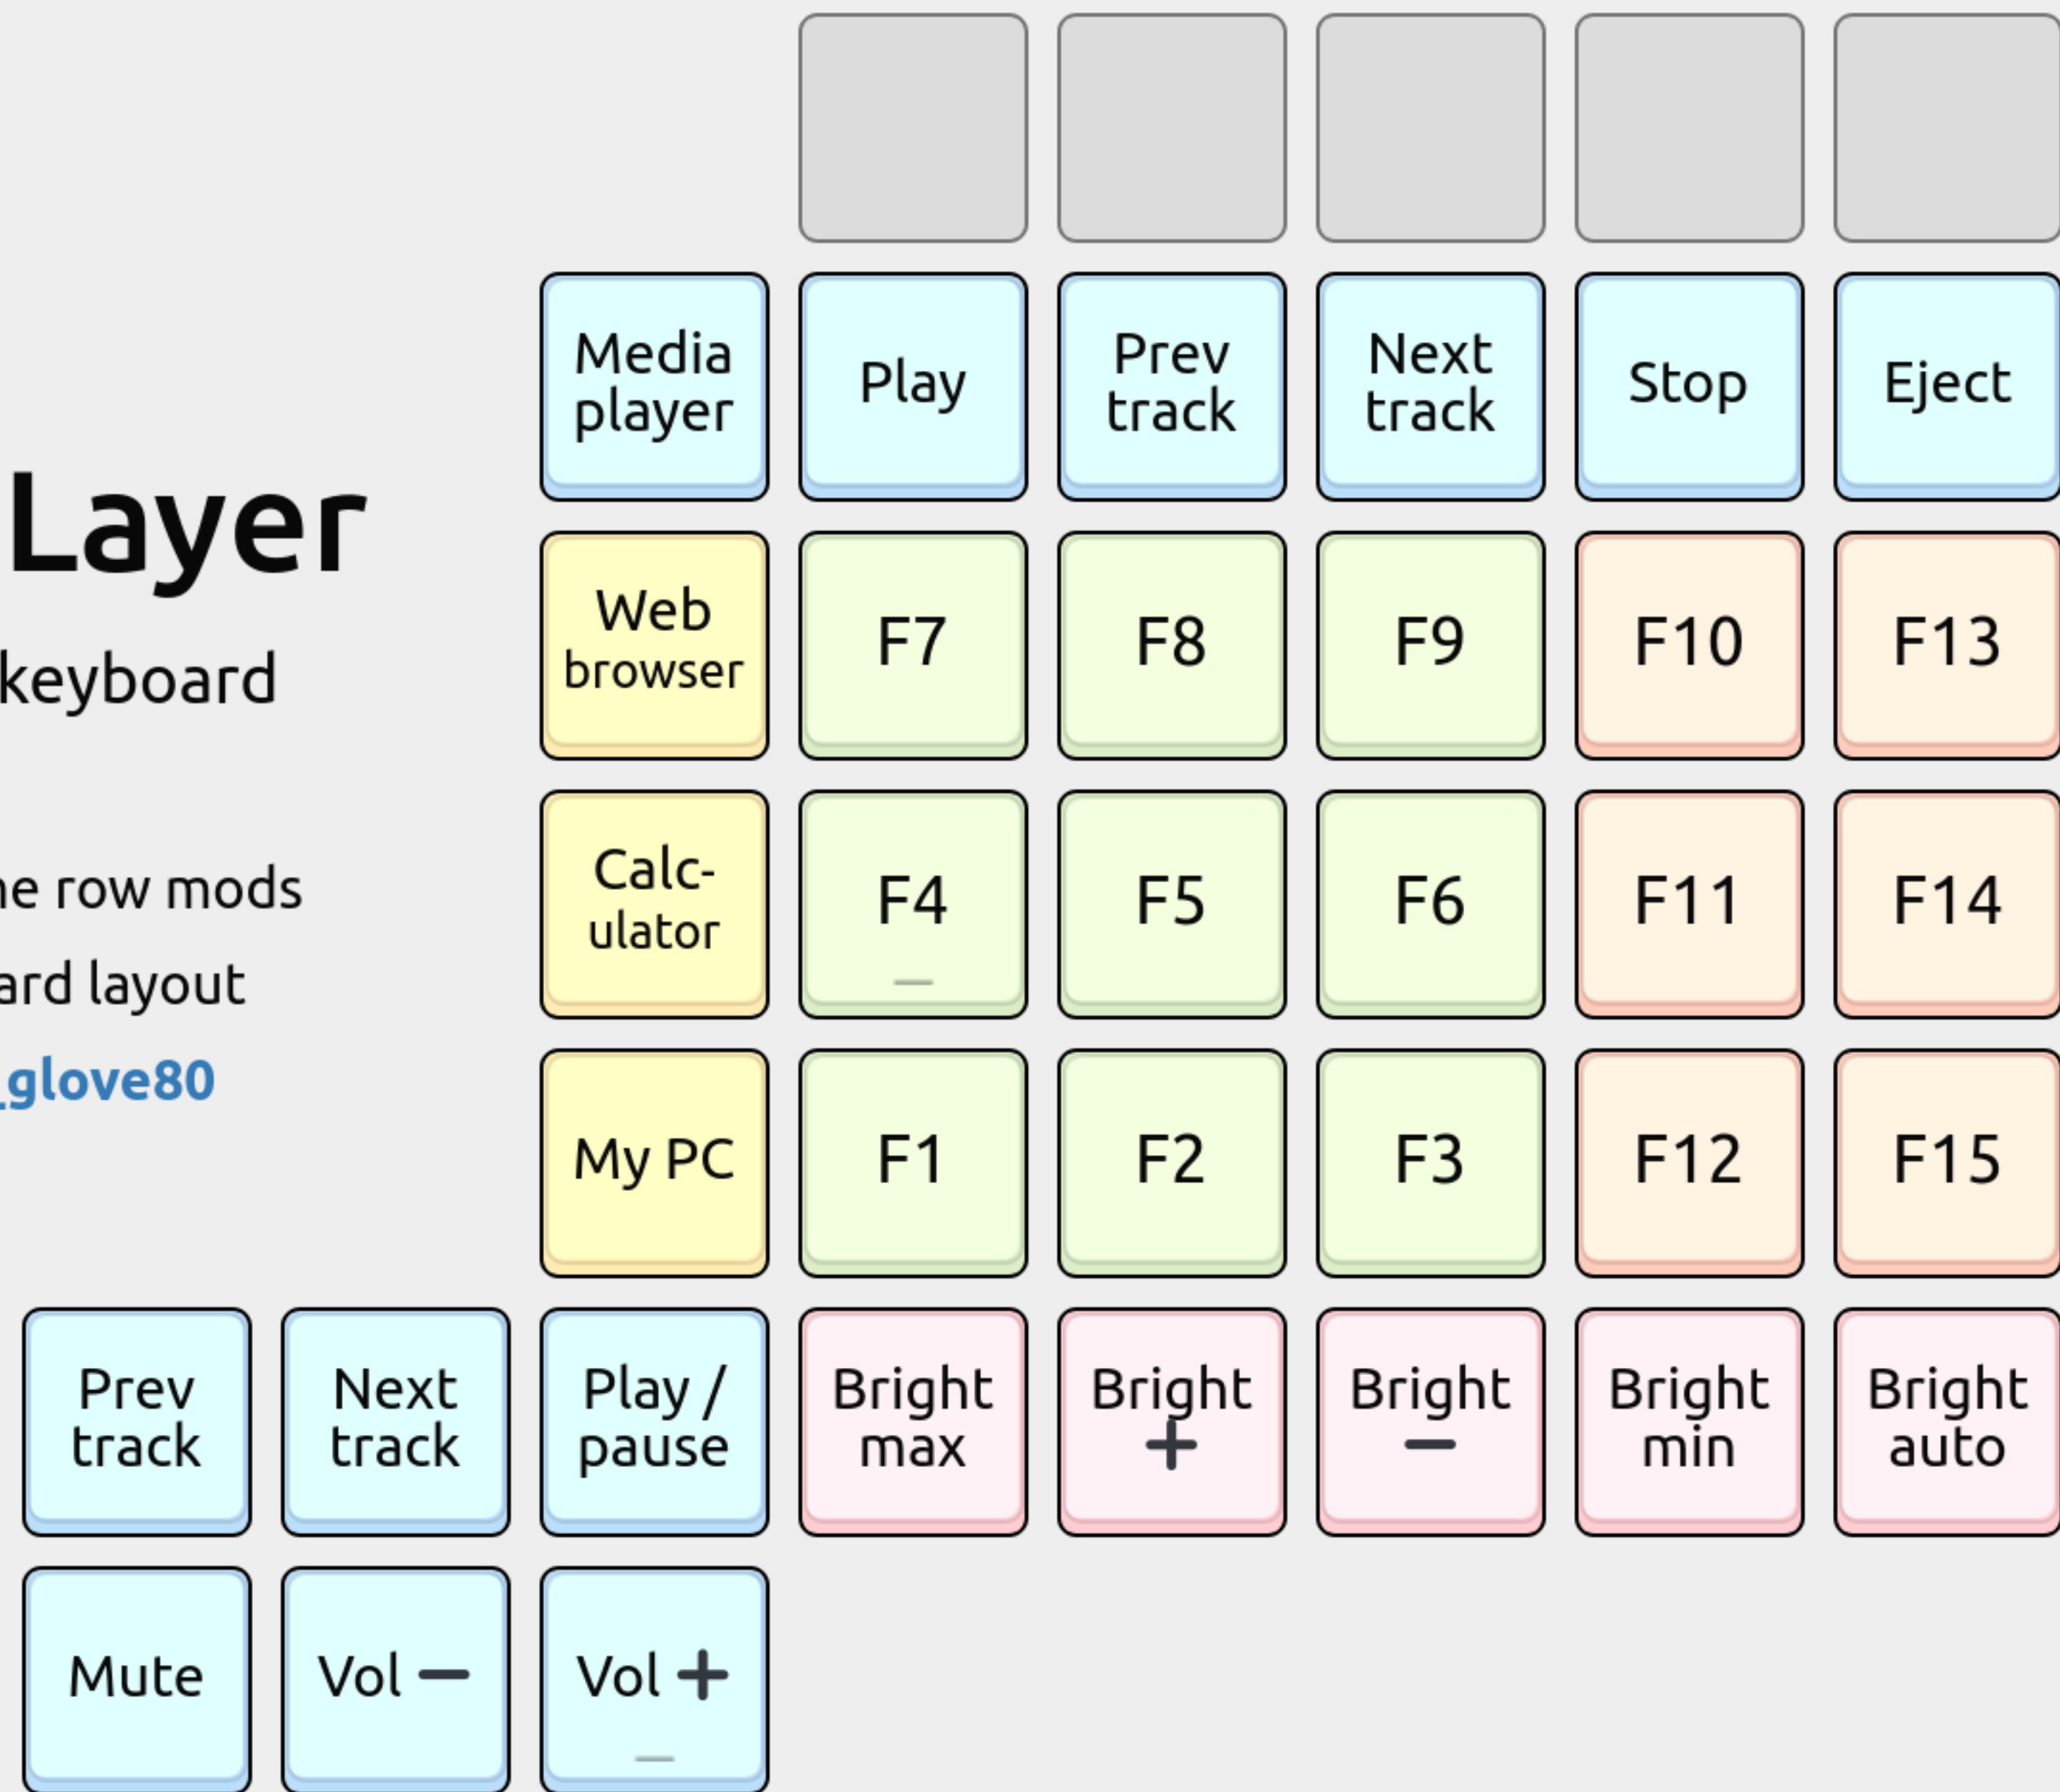 Media
player
Play
Prev
track
Next
track
Stop
Eject
Layer
keyboard
Web
browser
F7
F8
F9
F10
F13
row mods
layout
_glove80
Calc-
ulator
F4
F5
F6
F11
F14
My PC
F1
F2
F3
F12
F15
Prev
track
Next
track
Play /
pause
Bright
max
Bright
+
Bright
−
Bright
min
Bright
auto
Mute
Vol −
Vol +